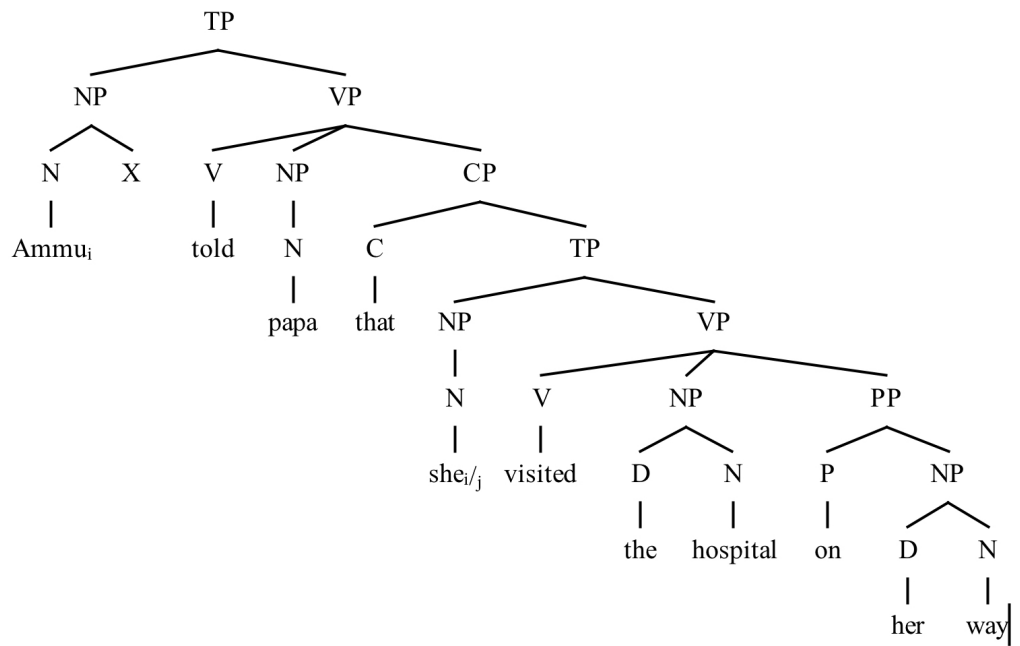 TP
NP VP
N X V NP CP
Ammuᵢ told N C TP
papa that NP VP
N V NP PP
sheᵢ/ⱼ visited D N P NP
the hospital on D N
her way